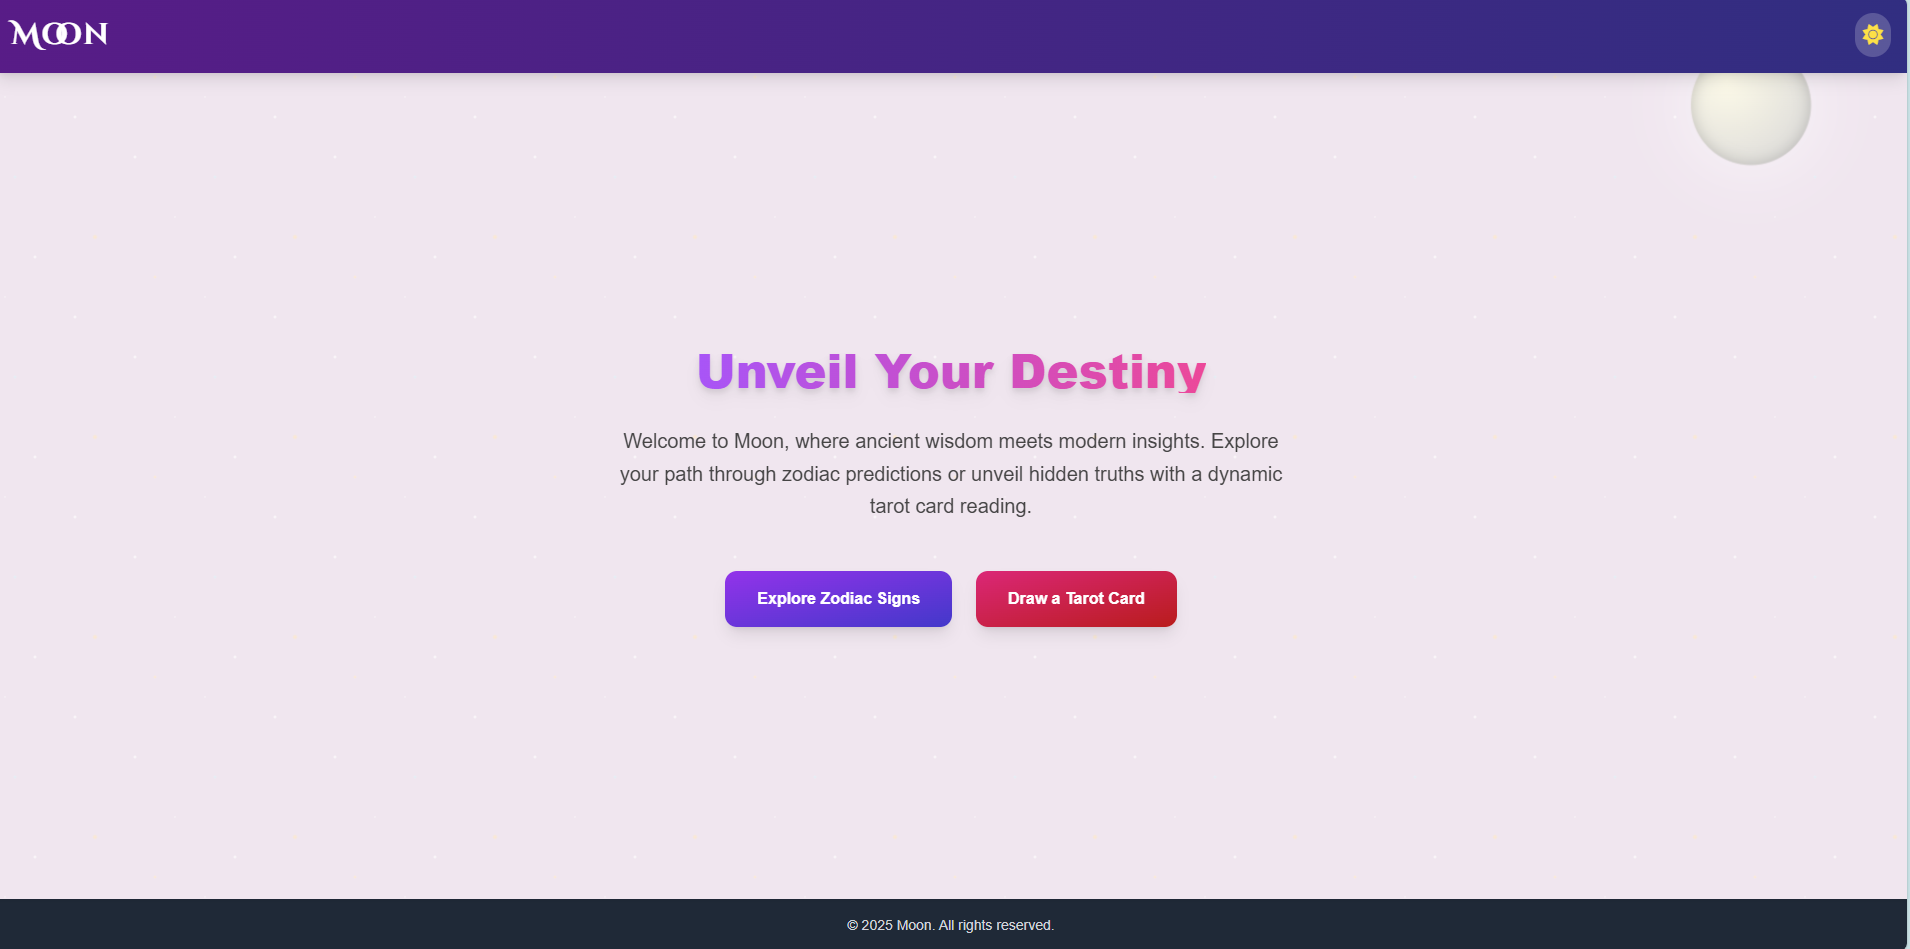 MOON
Unveil Your Destiny
Welcome to Moon, where ancient wisdom meets modern insights. Explore
your path through zodiac predictions or unveil hidden truths with a dynamic
tarot card reading.
Explore Zodiac Signs
Draw a Tarot Card
© 2025 Moon. All rights reserved.